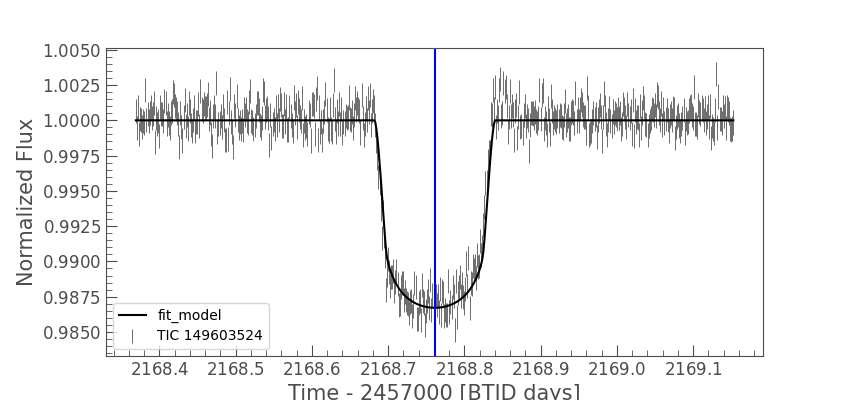 1.0050
1.0025
1.0000
0.9975
0.9950
0.9925
0.9900
0.9875
0.9850
Normalized Flux
fit_model
TIC 149603524
2168.4 2168.5 2168.6 2168.7 2168.8 2168.9 2169.0 2169.1
Time - 2457000 [BTJD days]